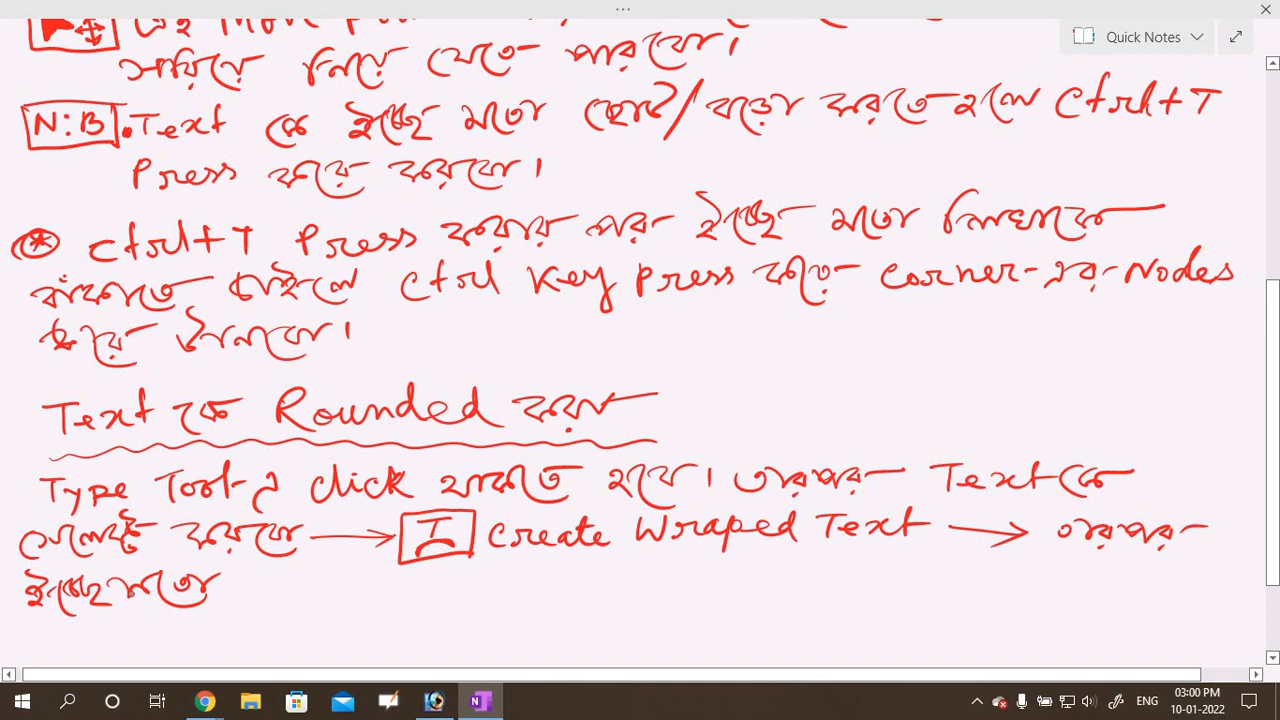 Quick Notes
সরিয়ে নিয়ে যেতে পারবো।
N:B. Text কে ইচ্ছে মতো ছোট/বড়ো করতে হলে Ctrl+T
Press করে করবো।
* Ctrl+T Press করার পর ইচ্ছে মতো লিখাকে
বাঁকাতে চাইলে Ctrl Key Press করে Corner-এর-Nodes
ধরে টানবো।
Text কে Rounded করা
Type Tool-এ click থাকতে হবে। তারপর Text কে
সেলেক্ট করবো → T Create Wraped Text → তারপর
ইচ্ছে মতো
ENG
03:00 PM
10-01-2022